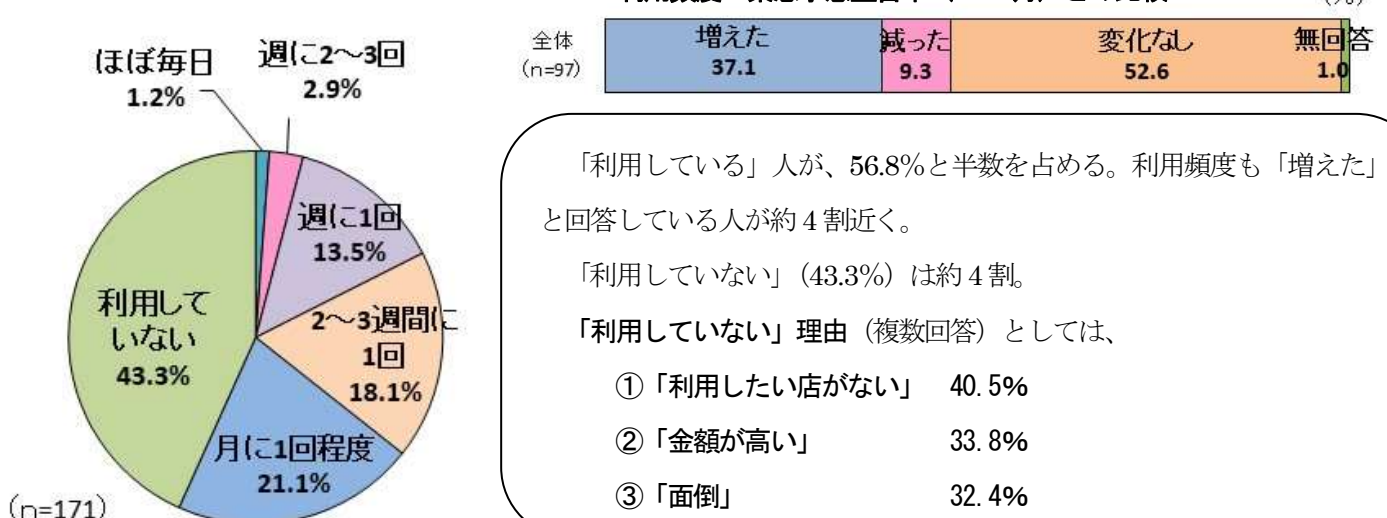 (%)
全体
(n=97)
増えた
37.1
減った
9.3
変化なし
52.6
無回答
1.0
ほぼ毎日
1.2%
週に2～3回
2.9%
週に1回
13.5%
2～3週間に
1回
18.1%
月に1回程度
21.1%
利用して
いない
43.3%
(n=171)
「利用している」人が、56.8%と半数を占める。利用頻度も「増えた」
と回答している人が約4割近く。
「利用していない」(43.3%) は約4割。
「利用していない」理由（複数回答）としては、
①「利用したい店がない」 40.5%
②「金額が高い」 33.8%
③「面倒」 32.4%